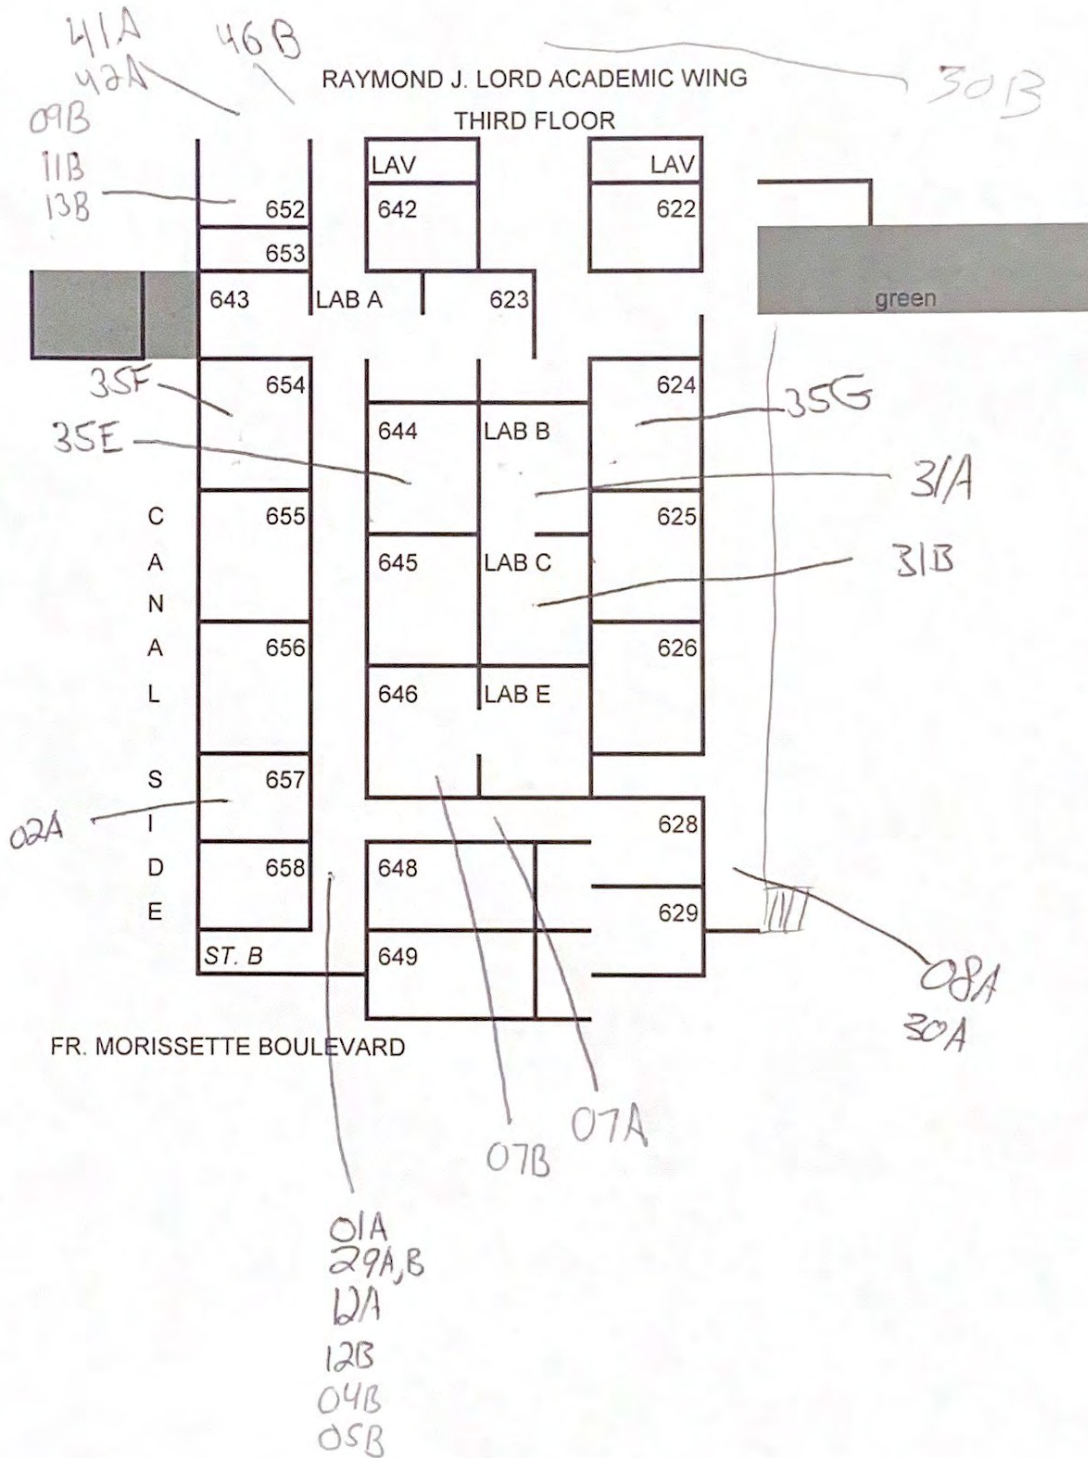 41A
46B
42A
RAYMOND J. LORD ACADEMIC WING
30B
09B
THIRD FLOOR
11B
LAV
LAV
13B
652
642
622
653
643
LAB A
623
green
35F
654
624
35G
35E
644
LAB B
31A
655
625
645
LAB C
31B
656
626
646
LAB E
CANAL SIDE
657
02A
628
658
648
629
ST. B
649
08A
30A
FR. MORISSETTE BOULEVARD
07A
07B
01A
29A,B
12A
12B
04B
05B